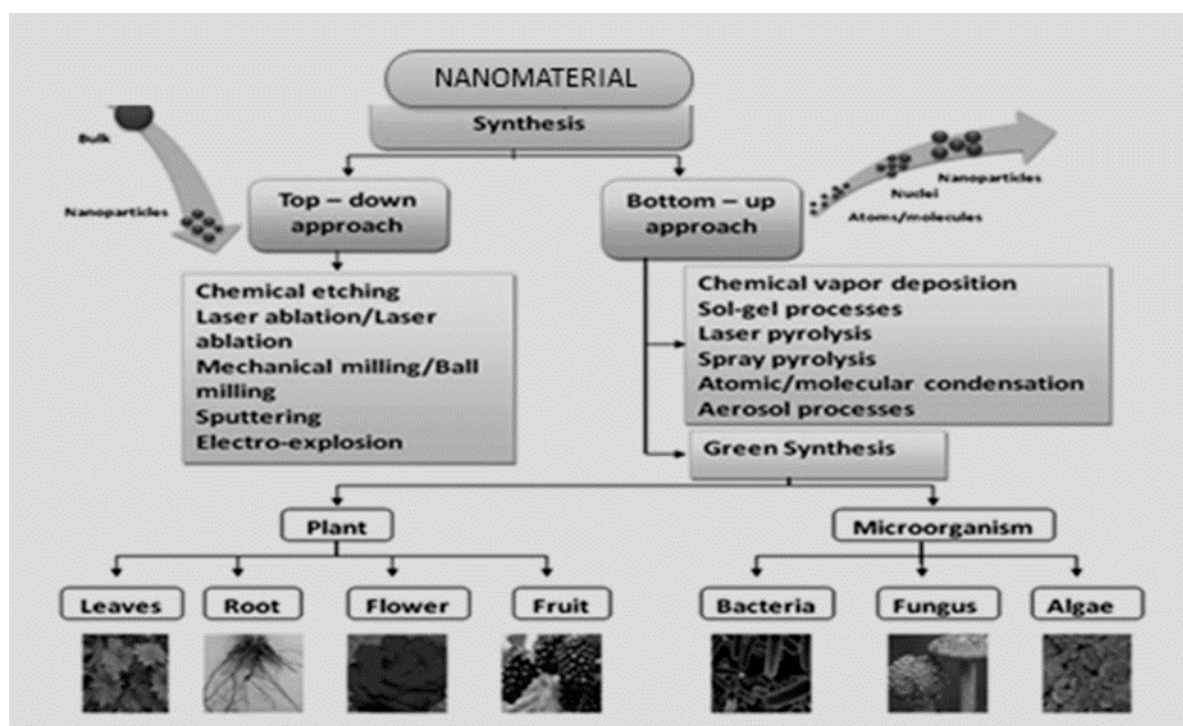 NANOMATERIAL
Synthesis
Bulk
Nanoparticles
Top – down
approach
Bottom – up
approach
Nanoparticles
Nuclei
Atoms/molecules
Chemical etching
Laser ablation/Laser
ablation
Mechanical milling/Ball
milling
Sputtering
Electro-explosion
Chemical vapor deposition
Sol-gel processes
Laser pyrolysis
Spray pyrolysis
Atomic/molecular condensation
Aerosol processes
Green Synthesis
Plant
Microorganism
Leaves
Root
Flower
Fruit
Bacteria
Fungus
Algae